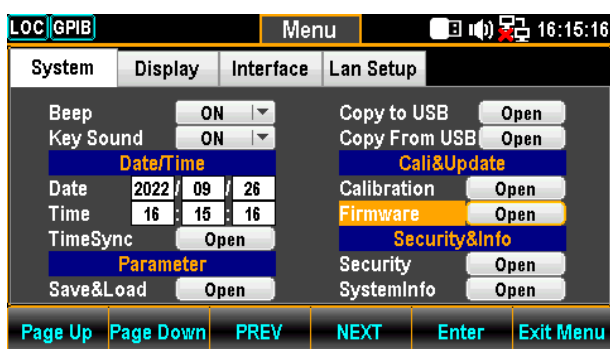 LOC GPIB Menu 16:15:16
System Display Interface Lan Setup
Beep ON
Key Sound ON
Date/Time
Date 2022 / 09 / 26
Time 16 : 15 : 16
TimeSync Open
Parameter
Save&Load Open
Copy to USB Open
Copy From USB Open
Cali&Update
Calibration Open
Firmware Open
Security&Info
Security Open
SystemInfo Open
Page Up Page Down PREV NEXT Enter Exit Menu